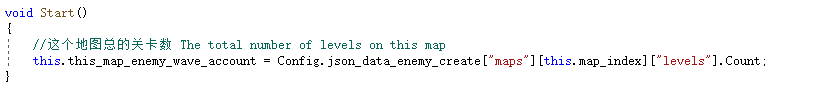 void Start()
{
//这个地图总的关卡数 The total number of levels on this map
this.this_map_enemy_wave_account = Config.json_data_enemy_create["maps"][this.map_index]["levels"].Count;
}